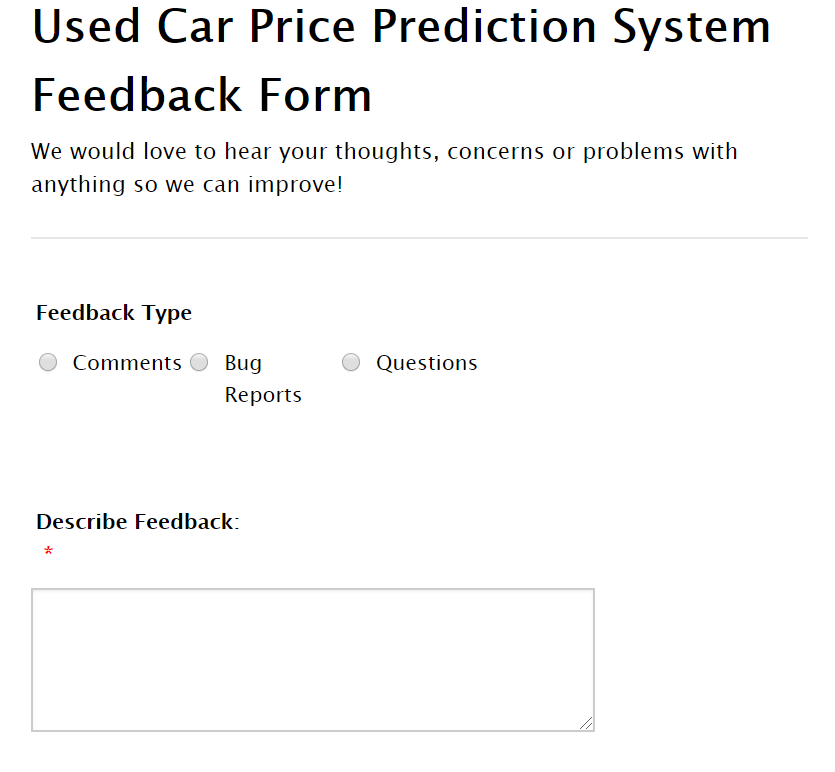 Used Car Price Prediction System
Feedback Form
We would love to hear your thoughts, concerns or problems with
anything so we can improve!
Feedback Type
Comments Bug Questions
Reports
Describe Feedback:
*